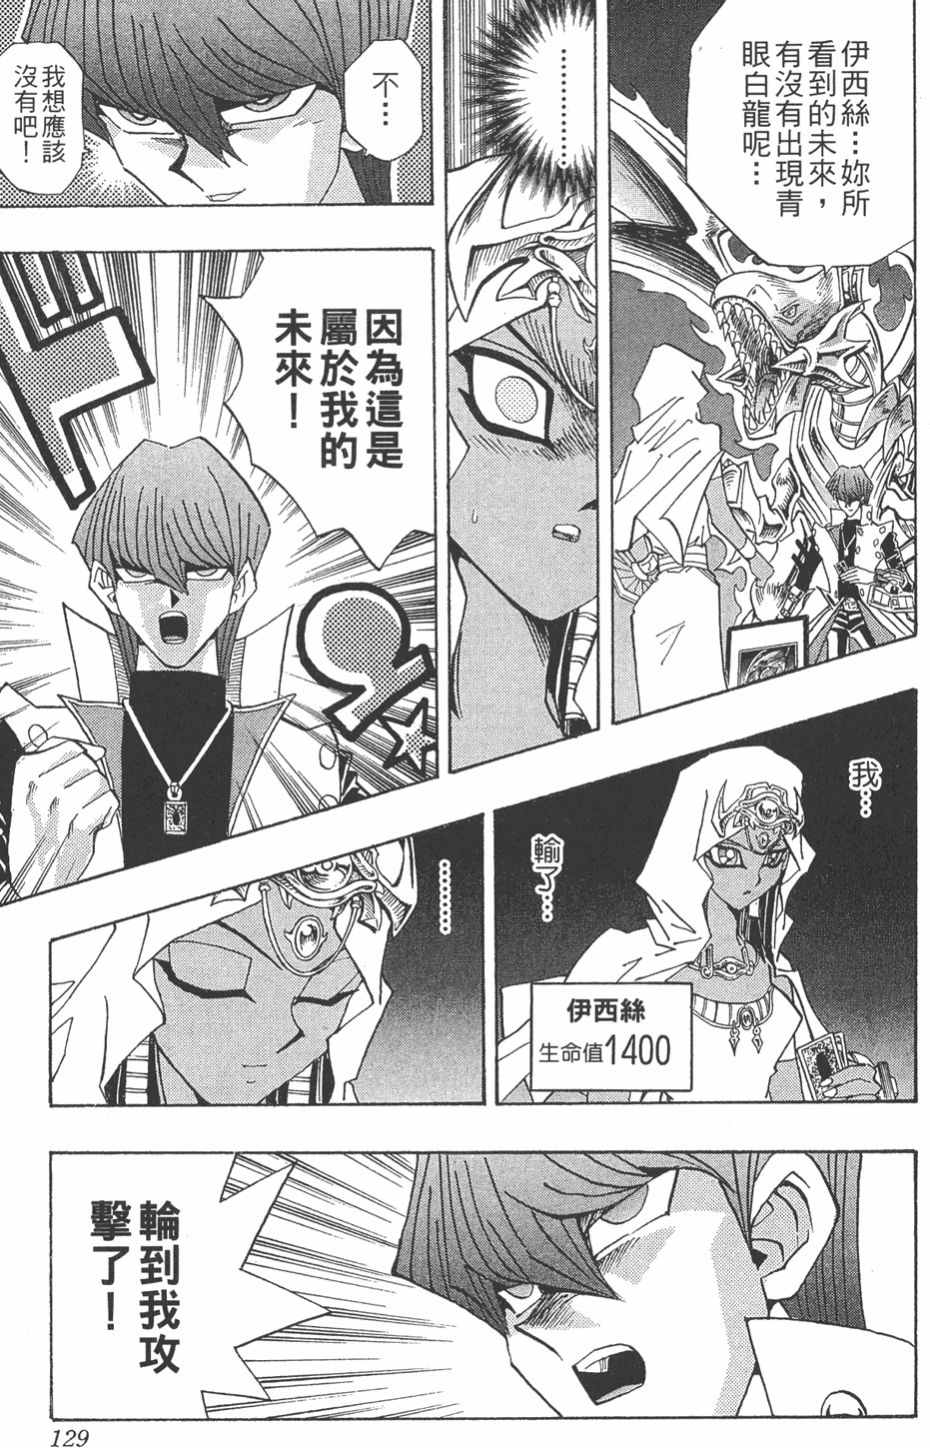 伊西絲…妳所
看到的未來，
有沒有出現青
眼白龍呢…
…………
不…
我想應該
沒有吧！
因為這是
屬於我的
未來！
ドン
我…
輸了…
伊西絲
生命值1400
………
輪到我攻
擊了！
129